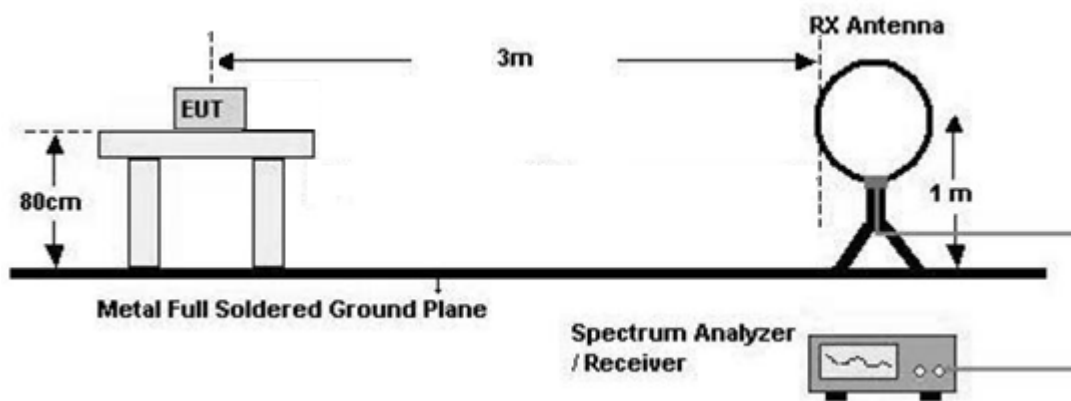 RX Antenna
3m
EUT
80cm
1 m
Metal Full Soldered Ground Plane
Spectrum Analyzer
/ Receiver